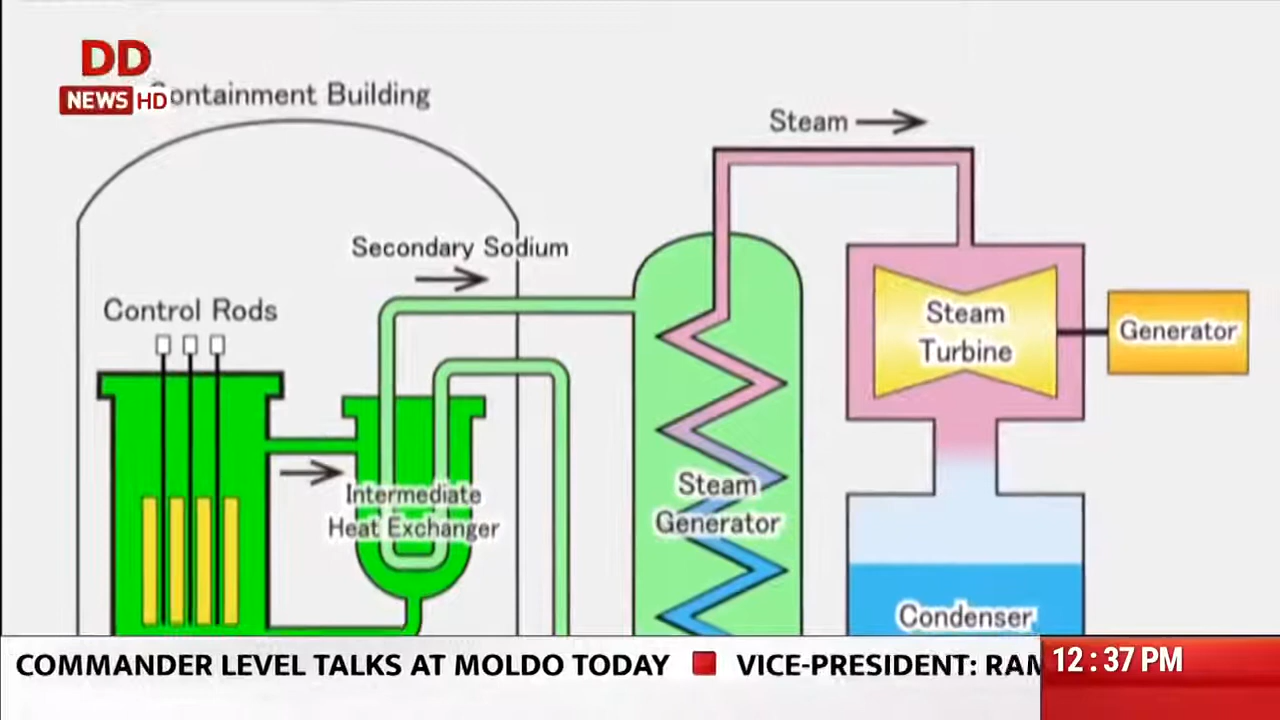 DD
NEWS HD
ontainment Building
Steam
Secondary Sodium
Control Rods
Steam
Turbine
Generator
Intermediate
Heat Exchanger
Steam
Generator
Condenser
COMMANDER LEVEL TALKS AT MOLDO TODAY VICE-PRESIDENT: RAM
12:37 PM